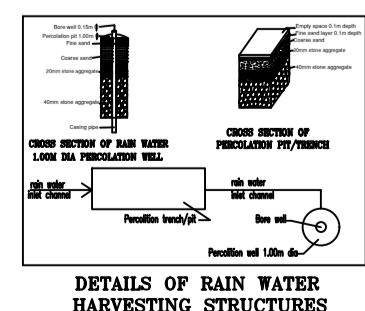 Bore well 0.15m
Percolation pit 1.00m
Fine sand
Coarse sand
20mm stone aggregate
40mm stone aggregate
Casing pipe
CROSS SECTION OF RAIN WATER
1.00M DIA PERCOLATION WELL
Empty space 0.1m depth
Fine sand layer 0.1m depth
Coarse sand
20mm stone aggregate
40mm stone aggregate
CROSS SECTION OF
PERCOLATION PIT/TRENCH
rain water
inlet channel
Percolition trench/pit
rain water
inlet channel
Bore well
Percolition well 1.00m dia
DETAILS OF RAIN WATER
HARVESTING STRUCTURES